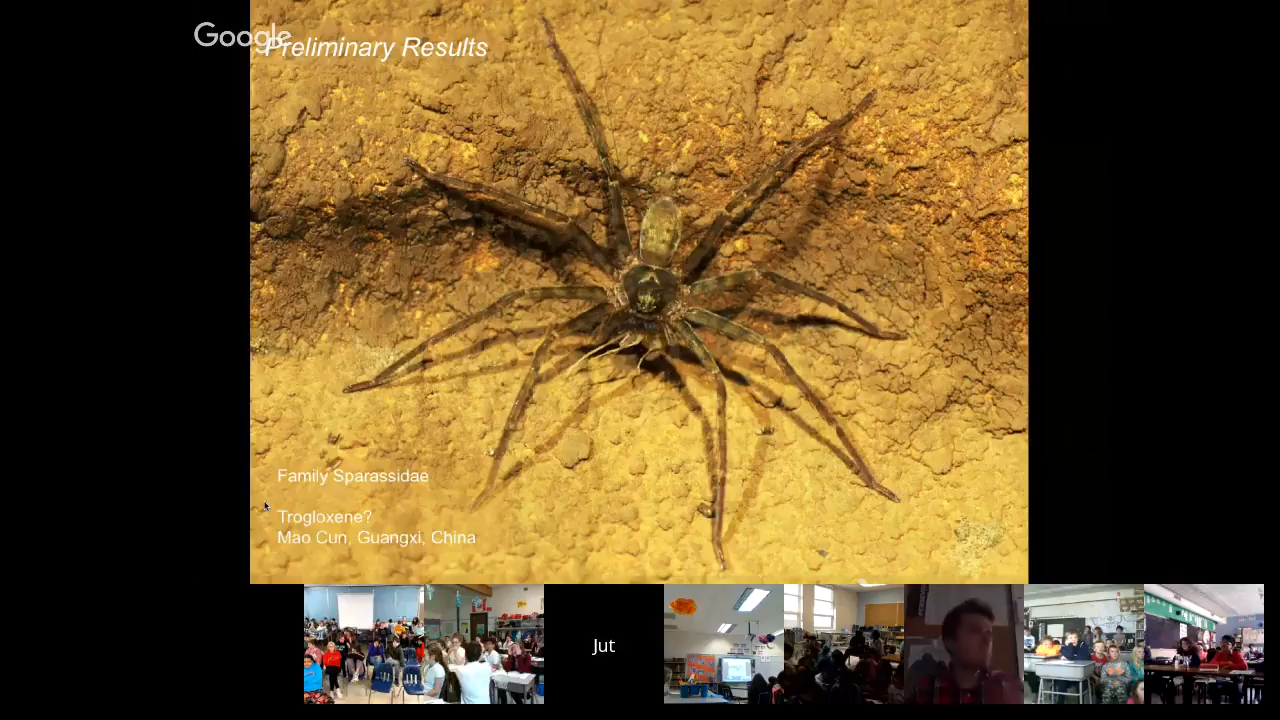 Google
Preliminary Results
Family Sparassidae
Trogloxene?
Mao Cun, Guangxi, China
Jut